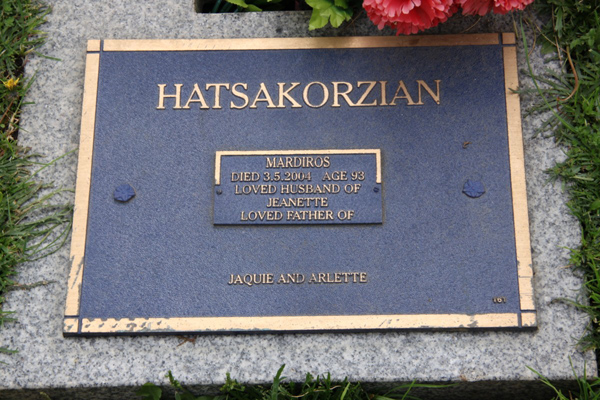 HATSAKORZIAN
MARDIROS
DIED 3.5.2004 AGE 93
LOVED HUSBAND OF
JEANETTE
LOVED FATHER OF
JAQUIE AND ARLETTE